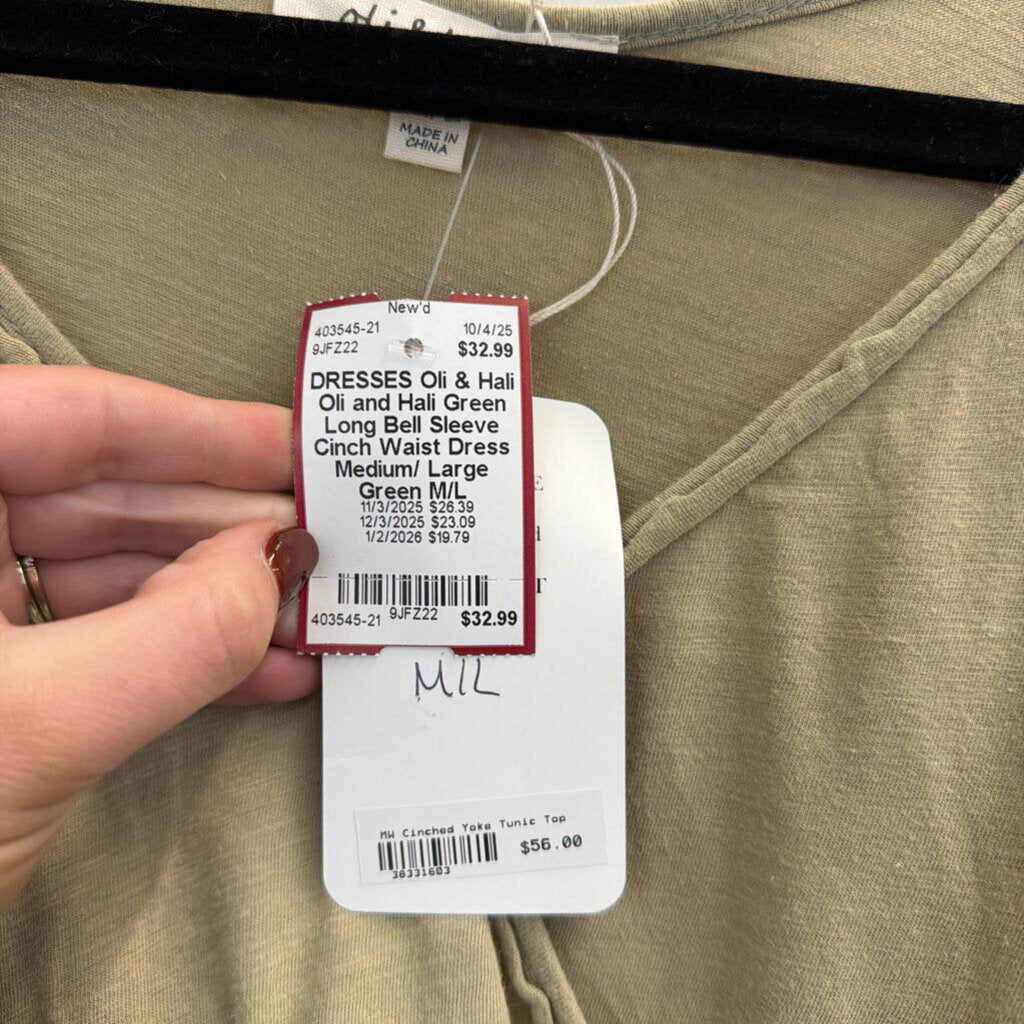 MADE IN
CHINA
New'd
403545-21 10/4/25
9JFZ22 $32.99
DRESSES Oli & Hali
Oli and Hali Green
Long Bell Sleeve
Cinch Waist Dress
Medium/ Large
Green M/L
11/3/2025 $26.39
12/3/2025 $23.09
1/2/2026 $19.79
403545-21 9JFZ22 $32.99
M/L
MW Cinched Yoke Tunic Top
$56.00
38331603